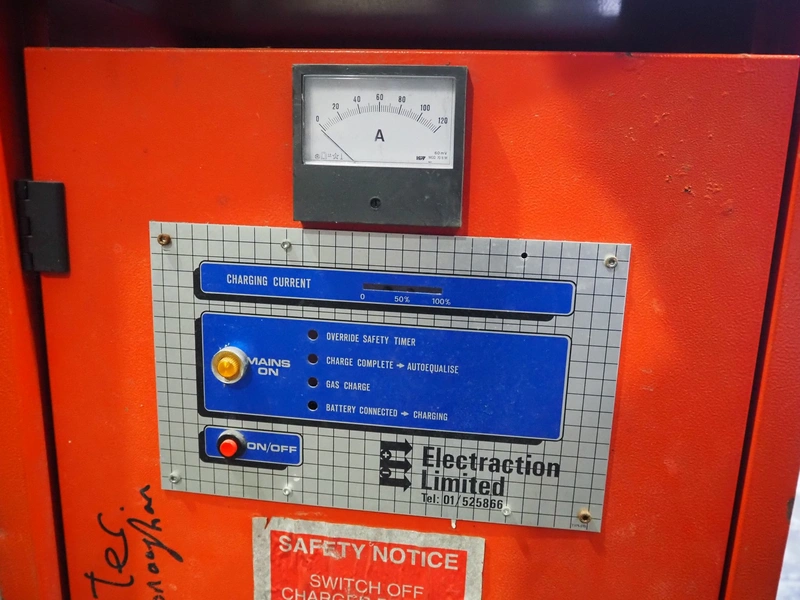 0 20 40 60 80 100 120
A
CHARGING CURRENT
0 50% 100%
OVERRIDE SAFETY TIMER
MAINS ON
CHARGE COMPLETE → AUTOEQUALISE
GAS CHARGE
BATTERY CONNECTED → CHARGING
ON/OFF
Electraction
Limited
Tel: 01/525866
SAFETY NOTICE
SWITCH OFF